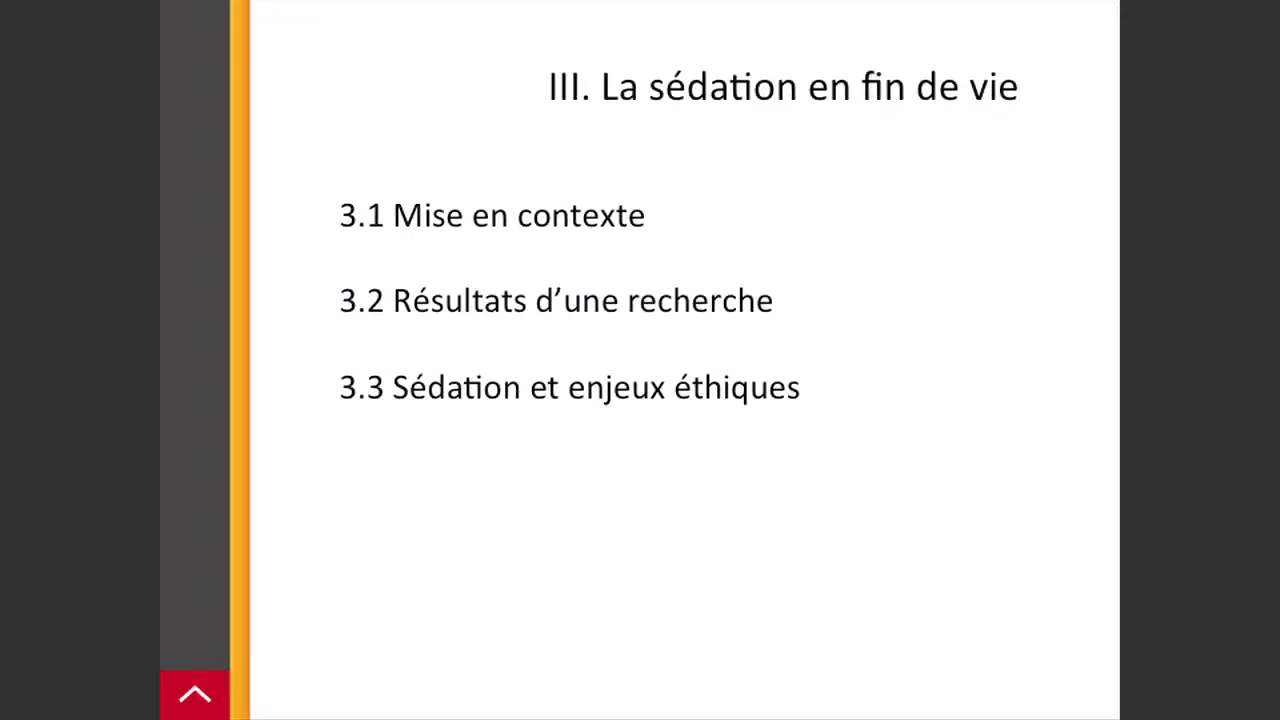 III. La sédation en fin de vie
3.1 Mise en contexte
3.2 Résultats d’une recherche
3.3 Sédation et enjeux éthiques